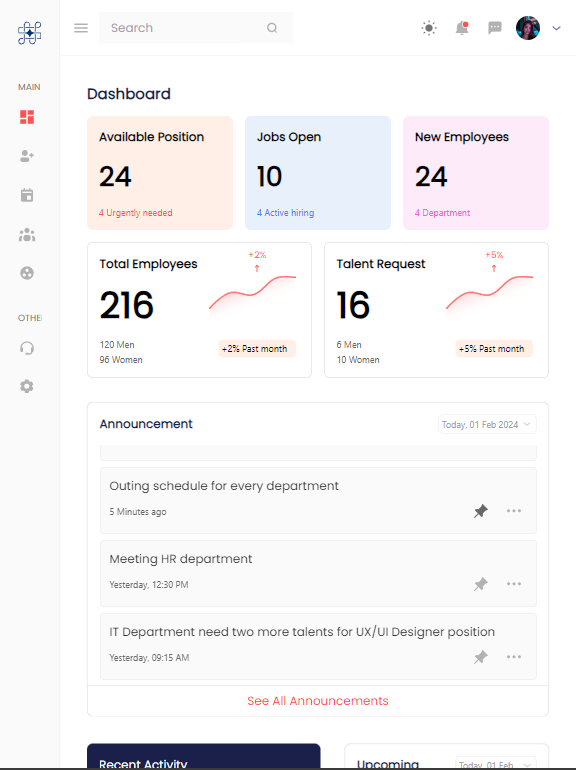 Search
MAIN
OTHE
Dashboard
Available Position
24
4 Urgently needed
Jobs Open
10
4 Active hiring
New Employees
24
4 Department
Total Employees
216
120 Men
96 Women
+2%
↑
+2% Past month
Talent Request
16
6 Men
10 Women
+5%
↑
+5% Past month
Announcement
Today, 01 Feb 2024
Outing schedule for every department
5 Minutes ago
Meeting HR department
Yesterday, 12:30 PM
IT Department need two more talents for UX/UI Designer position
Yesterday, 09:15 AM
See All Announcements
Recent Activity
Upcoming
Today, 01 Feb